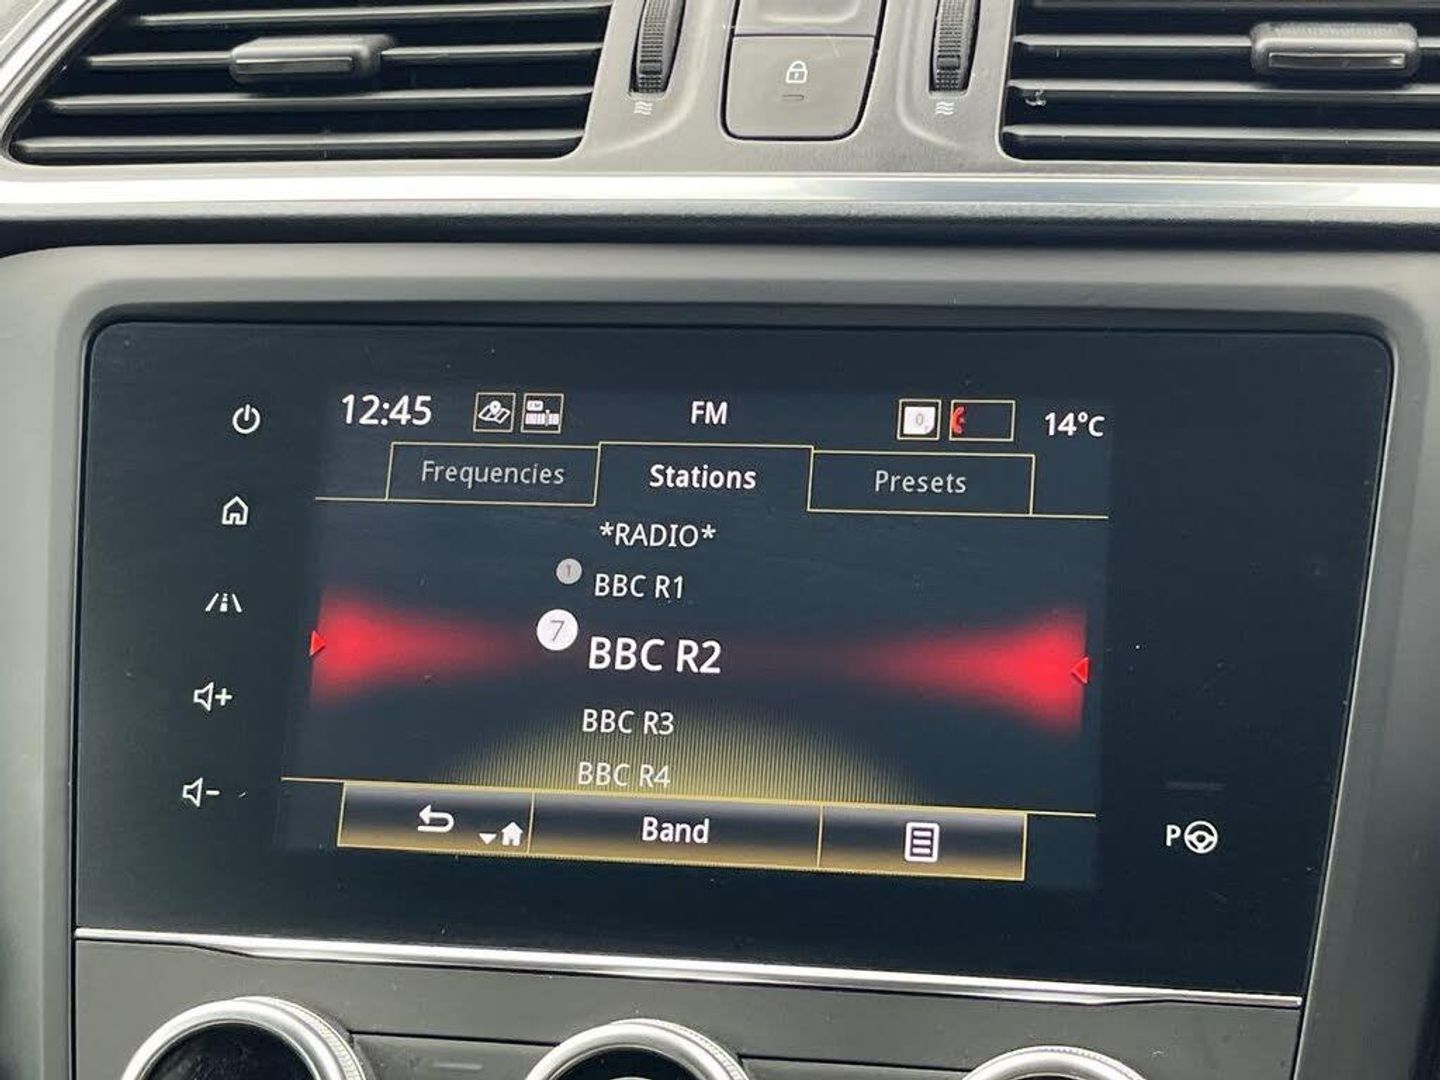 12:45 FM 0 14°C
Frequencies Stations Presets
*RADIO*
1 BBC R1
7 BBC R2
BBC R3
BBC R4
Band
P